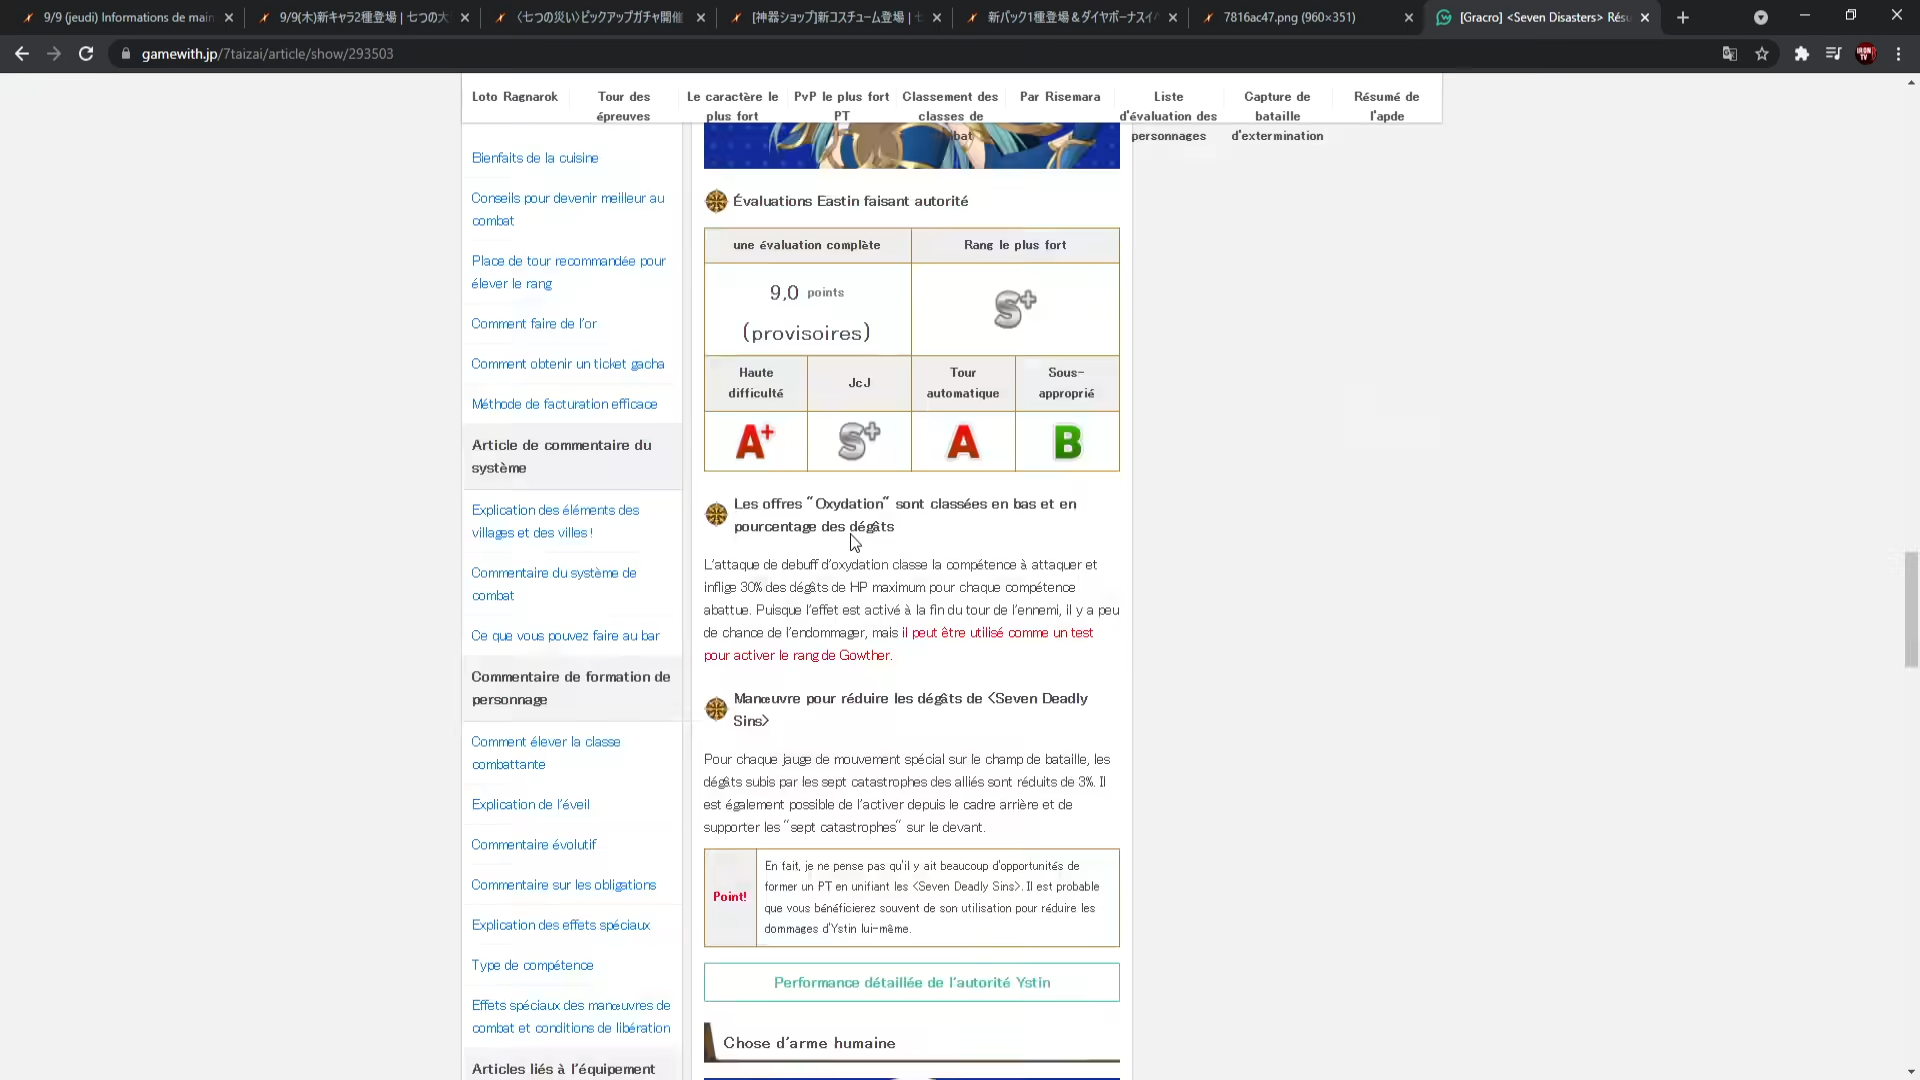 9/9 (jeudi) Informations de main
9/9(木)新キャラ2種登場 | 七つの大
〈七つの災い〉ピックアップガチャ開催
[神器ショップ]新コスチューム登場 | 七
新パック1種登場&ダイヤボーナスイベ
7816ac47.png (960×351)
[Gracro] <Seven Disasters> Résu
gamewith.jp/7taizai/article/show/293503
Loto Ragnarok
Tour des
épreuves
Le caractère le
plus fort
PvP le plus fort
PT
Classement des
classes de
bat
Par Risemara
Liste
d'évaluation des
personnages
Capture de
bataille
d'extermination
Résumé de
l'apde
Bienfaits de la cuisine
Conseils pour devenir meilleur au
combat
Place de tour recommandée pour
élever le rang
Comment faire de l'or
Comment obtenir un ticket gacha
Méthode de facturation efficace
Article de commentaire du
système
Explication des éléments des
villages et des villes !
Commentaire du système de
combat
Ce que vous pouvez faire au bar
Commentaire de formation de
personnage
Comment élever la classe
combattante
Explication de l'éveil
Commentaire évolutif
Commentaire sur les obligations
Explication des effets spéciaux
Type de compétence
Effets spéciaux des manœuvres de
combat et conditions de libération
Articles liés à l'équipement
Évaluations Eastin faisant autorité
une évaluation complète
Rang le plus fort
9,0 points
(provisoires)
S+
Haute
difficulté
JcJ
Tour
automatique
Sous-
approprié
A+
S+
A
B
Les offres "Oxydation" sont classées en bas et en
pourcentage des dégâts
L'attaque de debuff d'oxydation classe la compétence à attaquer et
inflige 30% des dégâts de HP maximum pour chaque compétence
abattue. Puisque l'effet est activé à la fin du tour de l'ennemi, il y a peu
de chance de l'endommager, mais il peut être utilisé comme un test
pour activer le rang de Gowther.
Manœuvre pour réduire les dégâts de <Seven Deadly
Sins>
Pour chaque jauge de mouvement spécial sur le champ de bataille, les
dégâts subis par les sept catastrophes des alliés sont réduits de 3%. Il
est également possible de l'activer depuis le cadre arrière et de
supporter les "sept catastrophes" sur le devant.
Point!
En fait, je ne pense pas qu'il y ait beaucoup d'opportunités de
former un PT en unifiant les <Seven Deadly Sins>. Il est probable
que vous bénéficierez souvent de son utilisation pour réduire les
dommages d'Ystin lui-même.
Performance détaillée de l'autorité Ystin
Chose d'arme humaine